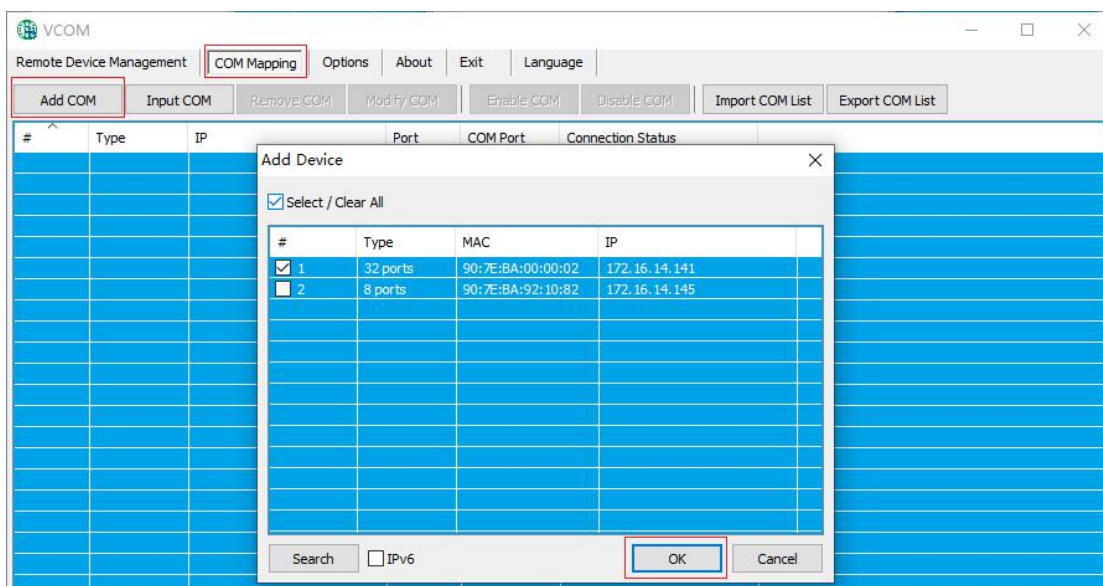 VCOM
Remote Device Management COM Mapping Options About Exit Language
Add COM Input COM Remove COM Modify COM Enable COM Disable COM Import COM List Export COM List
# Type IP Port COM Port Connection Status
Add Device
Select / Clear All
# Type MAC IP
1 32 ports 90:7E:BA:00:00:02 172.16.14.141
2 8 ports 90:7E:BA:92:10:82 172.16.14.145
Search IPv6 OK Cancel